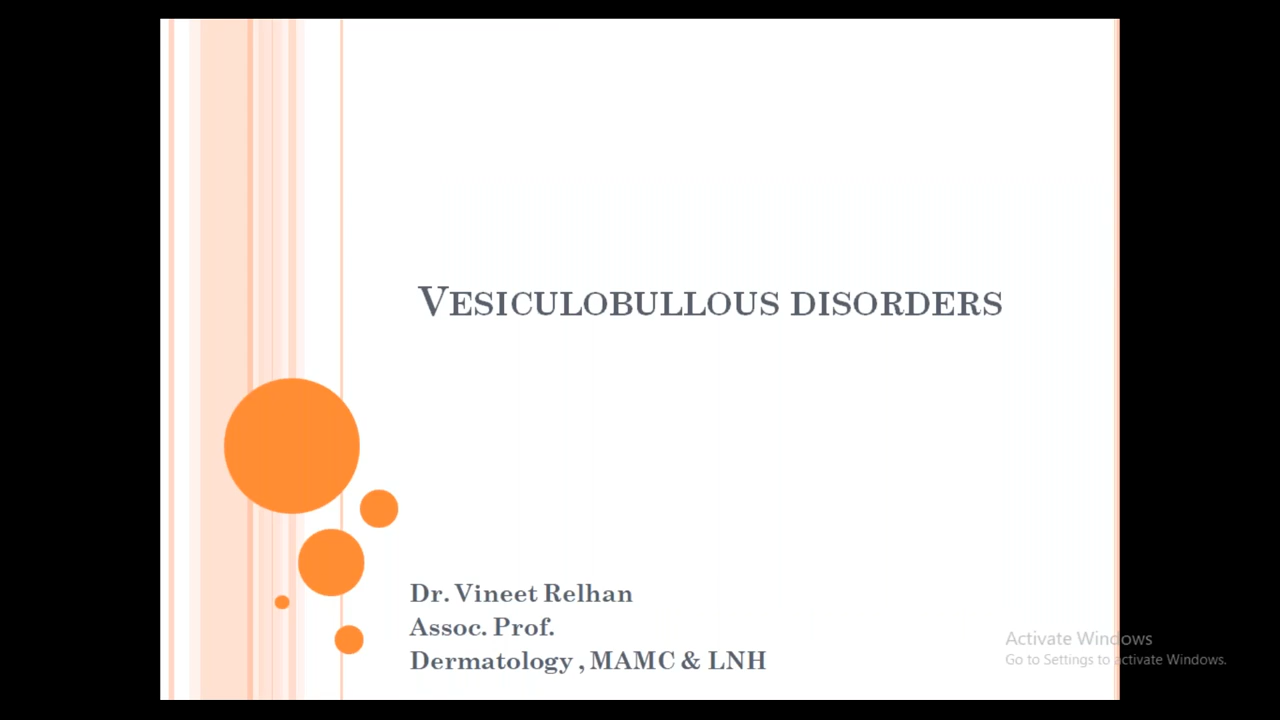 VESICULOBULLOUS DISORDERS
Dr. Vineet Relhan
Assoc. Prof.
Dermatology , MAMC & LNH
Activate Windows
Go to Settings to activate Windows.